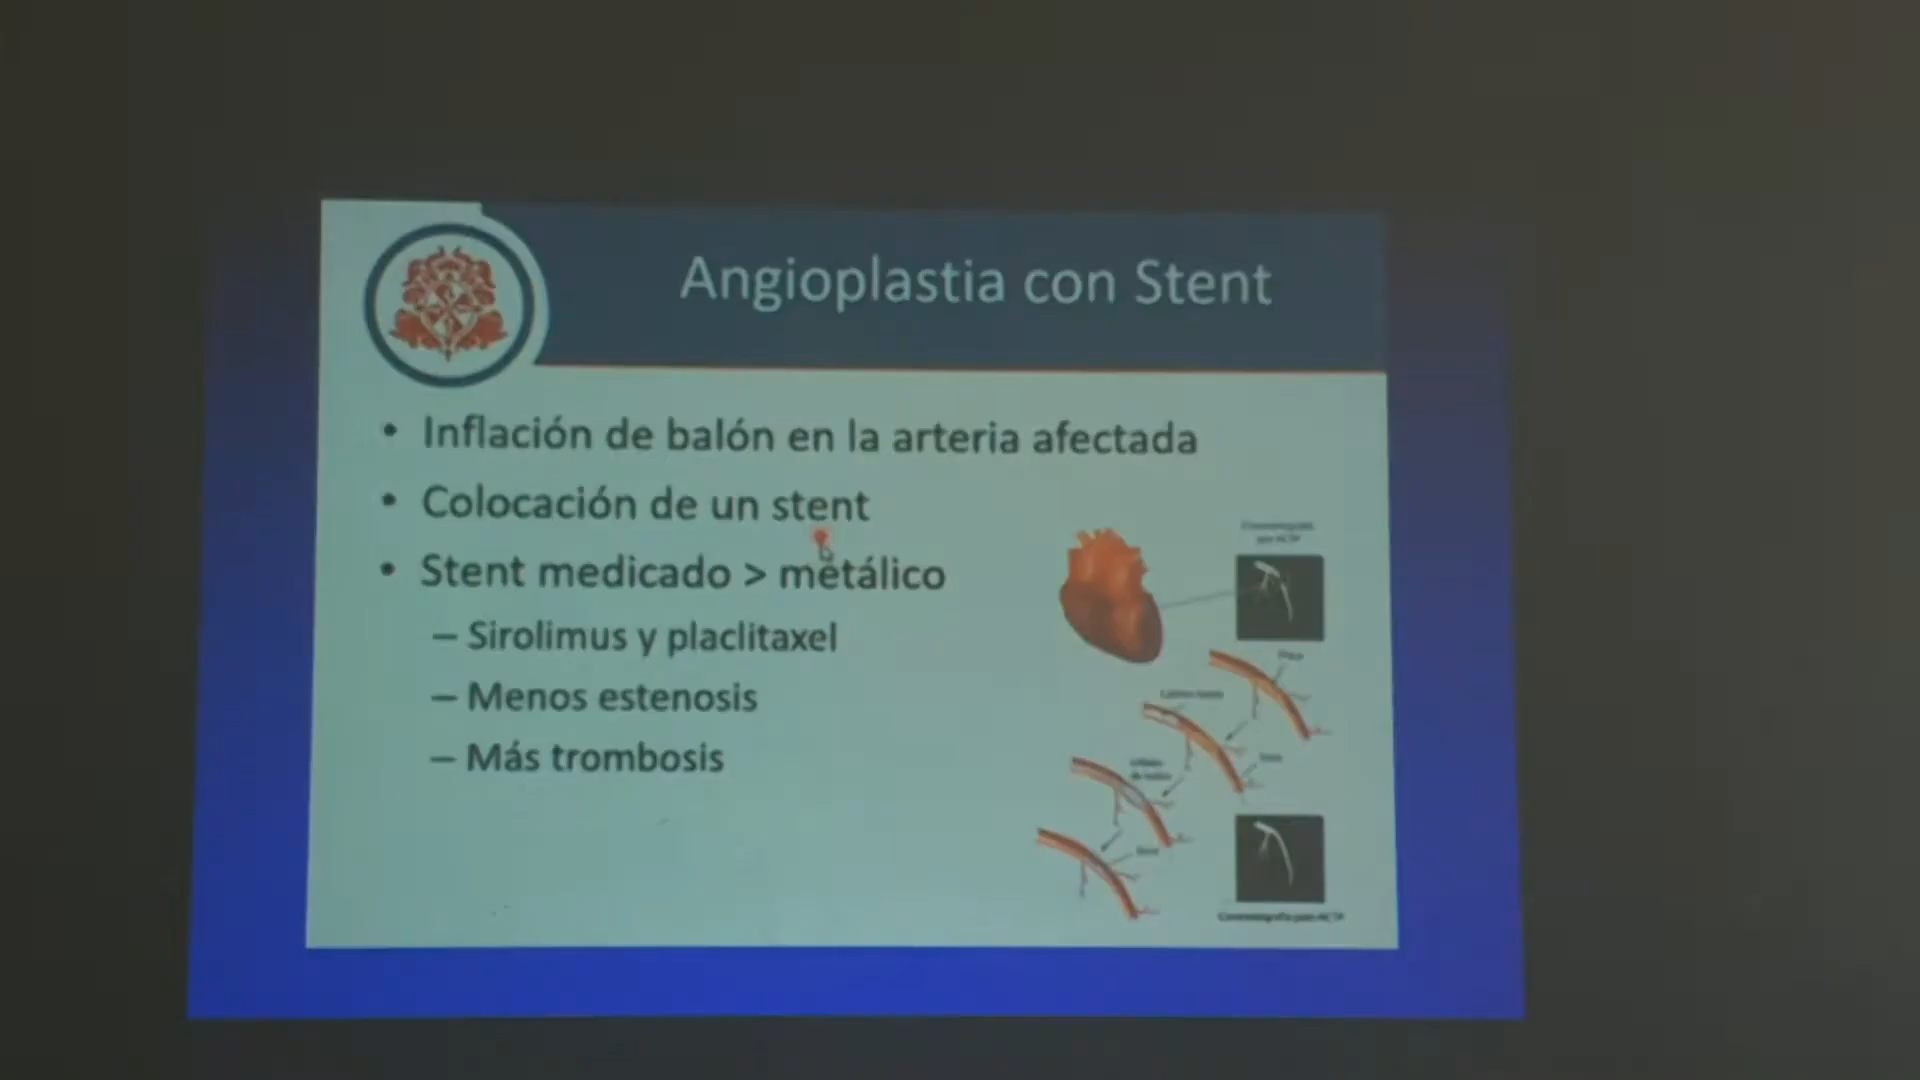 Angioplastia con Stent
• Inflación de balón en la arteria afectada
• Colocación de un stent
• Stent medicado > metálico
– Sirolimus y placlitaxel
– Menos estenosis
– Más trombosis